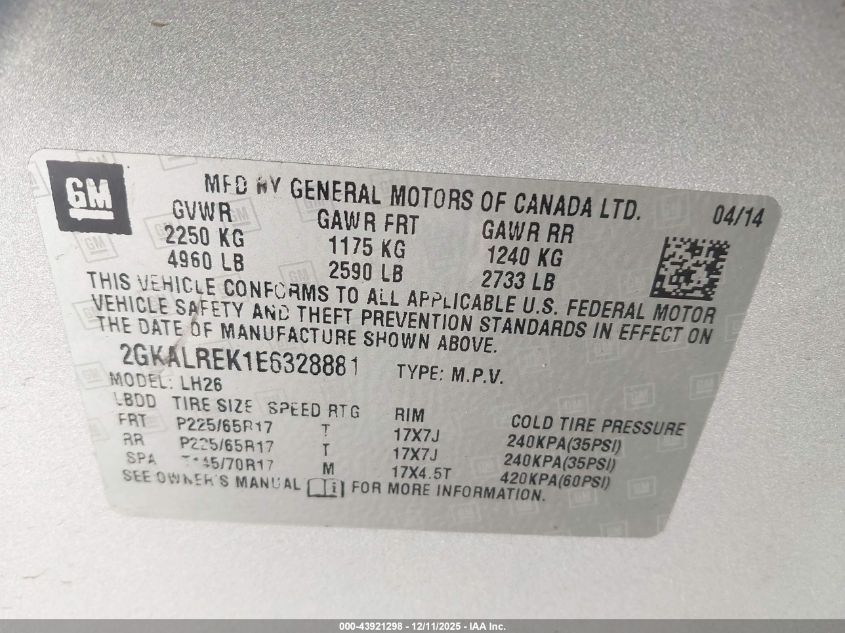 GM
MFD BY GENERAL MOTORS OF CANADA LTD. 04/14
GVWR GAWR FRT GAWR RR
2250 KG 1175 KG 1240 KG
4960 LB 2590 LB 2733 LB
THIS VEHICLE CONFORMS TO ALL APPLICABLE U.S. FEDERAL MOTOR
VEHICLE SAFETY AND THEFT PREVENTION STANDARDS IN EFFECT ON
THE DATE OF MANUFACTURE SHOWN ABOVE.
2GKALREK1E6328881 TYPE: M.P.V.
MODEL: LH26
LBDD TIRE SIZE SPEED RTG RIM COLD TIRE PRESSURE
FRT P225/65R17 T 17X7J 240KPA(35PSI)
RR P225/65R17 T 17X7J 240KPA(35PSI)
SPA T145/70R17 M 17X4.5T 420KPA(60PSI)
SEE OWNER'S MANUAL FOR MORE INFORMATION.
000-43921298 - 12/11/2025 - IAA Inc.